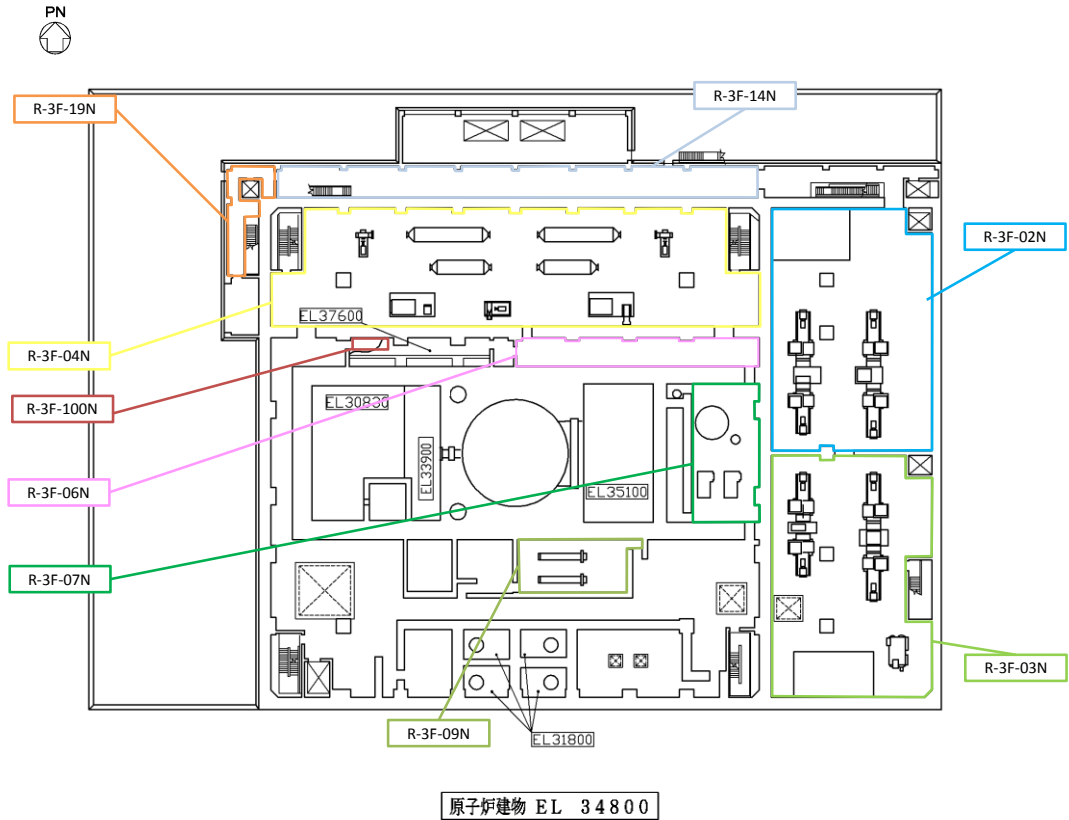 PN
R-3F-19N
R-3F-14N
R-3F-02N
EL37600
R-3F-04N
R-3F-100N
EL30830
EL33900
EL35100
R-3F-06N
R-3F-07N
R-3F-03N
R-3F-09N
EL31800
原子炉建物 EL 34800